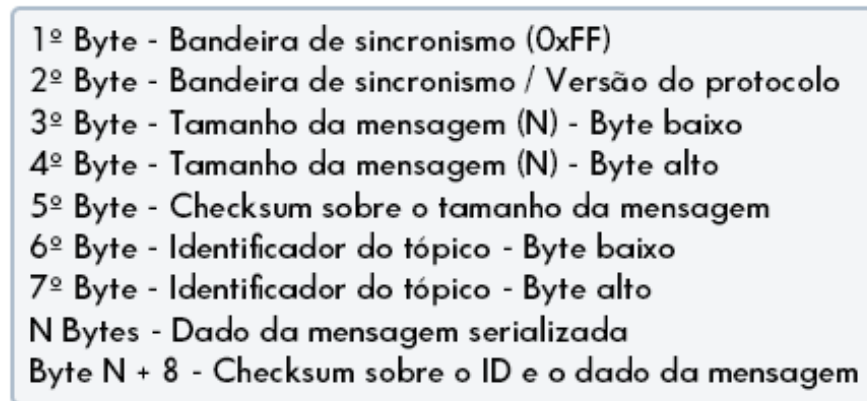 1º Byte - Bandeira de sincronismo (0xFF)
2º Byte - Bandeira de sincronismo / Versão do protocolo
3º Byte - Tamanho da mensagem (N) - Byte baixo
4º Byte - Tamanho da mensagem (N) - Byte alto
5º Byte - Checksum sobre o tamanho da mensagem
6º Byte - Identificador do tópico - Byte baixo
7º Byte - Identificador do tópico - Byte alto
N Bytes - Dado da mensagem serializada
Byte N + 8 - Checksum sobre o ID e o dado da mensagem